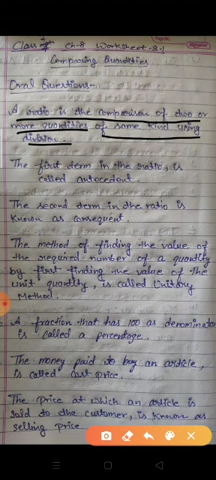 Class 7 Ch-8 Worksheet-8.1
Comparing Quantities
Oral Questions-
A ratio is the comparison of two or
more quantities of same kind using
division.
The first term in the ratio, is
called antecedent.
The second term in the ratio is
known as consequent.
The method of finding the value of
the required number of a quantity
by first finding the value of the
unit quantity, is called Unitary
Method.
A fraction that has 100 as denominator
is called a percentage.
The money paid to buy an article,
is called cost price.
The price at which an article is
sold to the customer, is known as
selling price.